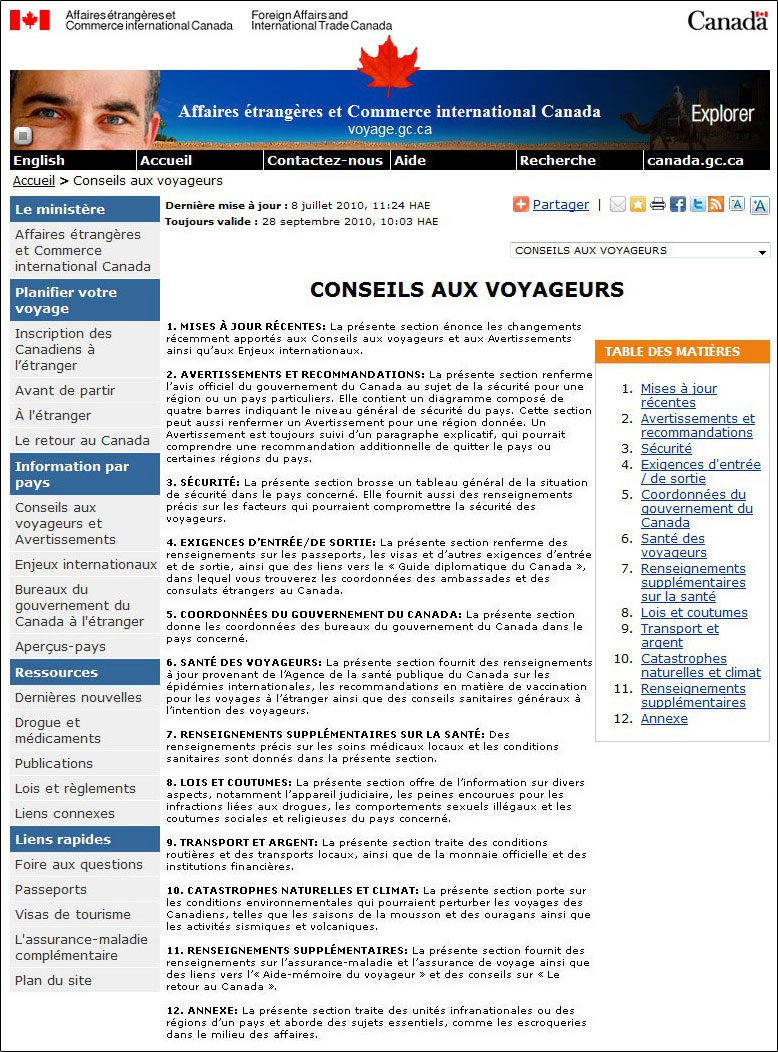 Affaires étrangères et
Commerce international Canada
Foreign Affairs and
International Trade Canada
Canada
Affaires étrangères et Commerce international Canada
voyage.gc.ca
Explorer
English
Accueil
Contactez-nous
Aide
Recherche
canada.gc.ca
Accueil > Conseils aux voyageurs
Le ministère
Affaires étrangères
et Commerce
international Canada
Planifier votre
voyage
Inscription des
Canadiens à
l’étranger
Avant de partir
À l'étranger
Le retour au Canada
Information par
pays
Conseils aux
voyageurs et
Avertissements
Enjeux internationaux
Bureaux du
gouvernement du
Canada à l'étranger
Aperçus-pays
Ressources
Dernières nouvelles
Drogue et
médicaments
Publications
Lois et règlements
Liens connexes
Liens rapides
Foire aux questions
Passeports
Visas de tourisme
L'assurance-maladie
complémentaire
Plan du site
Dernière mise à jour : 8 juillet 2010, 11:24 HAE
Toujours valide : 28 septembre 2010, 10:03 HAE
Partager |
A
A
CONSEILS AUX VOYAGEURS
CONSEILS AUX VOYAGEURS
1. MISES À JOUR RÉCENTES: La présente section énonce les changements
récemment apportés aux Conseils aux voyageurs et aux Avertissements
ainsi qu’aux Enjeux internationaux.
2. AVERTISSEMENTS ET RECOMMANDATIONS: La présente section renferme
l’avis officiel du gouvernement du Canada au sujet de la sécurité pour une
région ou un pays particuliers. Elle contient un diagramme composé de
quatre barres indiquant le niveau général de sécurité du pays. Cette section
peut aussi renfermer un Avertissement pour une région donnée. Un
Avertissement est toujours suivi d’un paragraphe explicatif, qui pourrait
comprendre une recommandation additionnelle de quitter le pays ou
certaines régions du pays.
3. SÉCURITÉ: La présente section brosse un tableau général de la situation
de sécurité dans le pays concerné. Elle fournit aussi des renseignements
précis sur les facteurs qui pourraient compromettre la sécurité des
voyageurs.
4. EXIGENCES D’ENTRÉE/DE SORTIE: La présente section renferme des
renseignements sur les passeports, les visas et d’autres exigences d’entrée
et de sortie, ainsi que des liens vers le « Guide diplomatique du Canada »,
dans lequel vous trouverez les coordonnées des ambassades et des
consulats étrangers au Canada.
5. COORDONNÉES DU GOUVERNEMENT DU CANADA: La présente section
donne les coordonnées des bureaux du gouvernement du Canada dans le
pays concerné.
6. SANTÉ DES VOYAGEURS: La présente section fournit des renseignements
à jour provenant de l’Agence de la santé publique du Canada sur les
épidémies internationales, les recommandations en matière de vaccination
pour les voyages à l’étranger ainsi que des conseils sanitaires généraux à
l’intention des voyageurs.
7. RENSEIGNEMENTS SUPPLÉMENTAIRES SUR LA SANTÉ: Des
renseignements précis sur les soins médicaux locaux et les conditions
sanitaires sont donnés dans la présente section.
8. LOIS ET COUTUMES: La présente section offre de l’information sur divers
aspects, notamment l’appareil judiciaire, les peines encourues pour les
infractions liées aux drogues, les comportements sexuels illégaux et les
coutumes sociales et religieuses du pays concerné.
9. TRANSPORT ET ARGENT: La présente section traite des conditions
routières et des transports locaux, ainsi que de la monnaie officielle et des
institutions financières.
10. CATASTROPHES NATURELLES ET CLIMAT: La présente section porte sur
les conditions environnementales qui pourraient perturber les voyages des
Canadiens, telles que les saisons de la mousson et des ouragans ainsi que
les activités sismiques et volcaniques.
11. RENSEIGNEMENTS SUPPLÉMENTAIRES: La présente section fournit des
renseignements sur l’assurance-maladie et l’assurance de voyage ainsi que
des liens vers l’« Aide-mémoire du voyageur » et des conseils sur « Le
retour au Canada ».
12. ANNEXE: La présente section traite des unités infranationales ou des
régions d’un pays et aborde des sujets essentiels, comme les escroqueries
dans le milieu des affaires.
TABLE DES MATIÈRES
1. Mises à jour
récentes
2. Avertissements et
recommandations
3. Sécurité
4. Exigences d'entrée
/ de sortie
5. Coordonnées du
gouvernement du
Canada
6. Santé des
voyageurs
7. Renseignements
supplémentaires
sur la santé
8. Lois et coutumes
9. Transport et
argent
10. Catastrophes
naturelles et climat
11. Renseignements
supplémentaires
12. Annexe